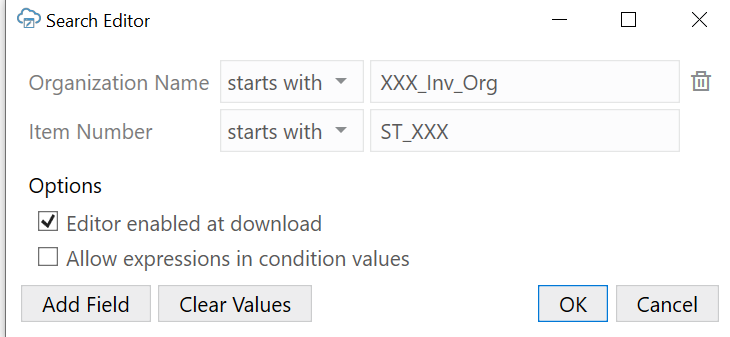 Search Editor
Organization Name starts with XXX_Inv_Org
Item Number starts with ST_XXX
Options
Editor enabled at download
Allow expressions in condition values
Add Field Clear Values OK Cancel